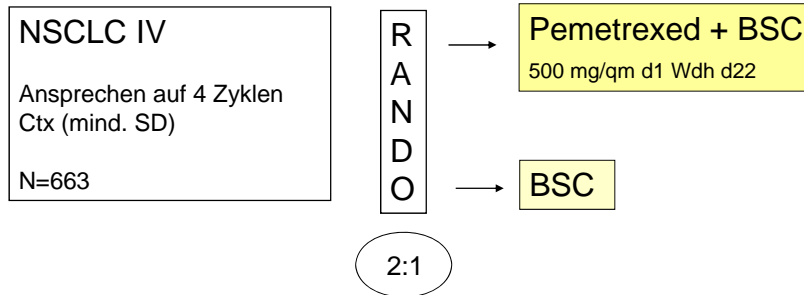 NSCLC IV
Ansprechen auf 4 Zyklen
Ctx (mind. SD)
N=663
R
A
N
D
O
2:1
Pemetrexed + BSC
500 mg/qm d1 Wdh d22
BSC